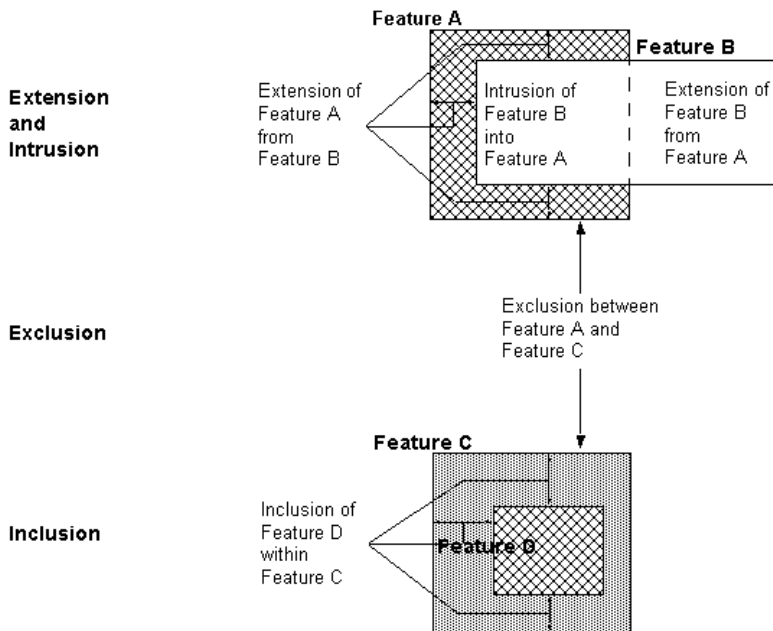 Feature A
Feature B
Extension
and
Intrusion
Extension of
Feature A
from
Feature B
Intrusion of
Feature B
into
Feature A
Extension of
Feature B
from
Feature A
Exclusion
Exclusion between
Feature A and
Feature C
Feature C
Inclusion
Inclusion of
Feature D
within
Feature C
Feature D